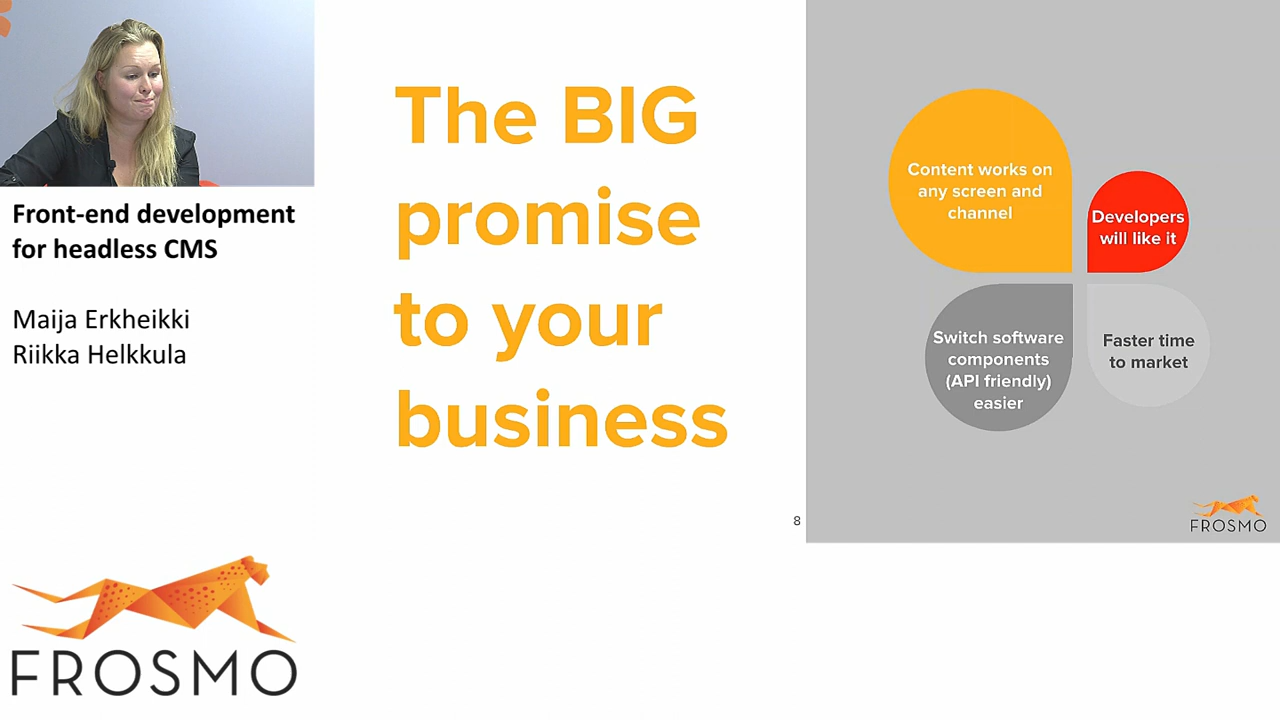 Front-end development
for headless CMS
Maija Erkheikki
Riikka Helkkula
FROSMO
The BIG
promise
to your
business
8
Content works on
any screen and
channel
Developers
will like it
Switch software
components
(API friendly)
easier
Faster time
to market
FROSMO